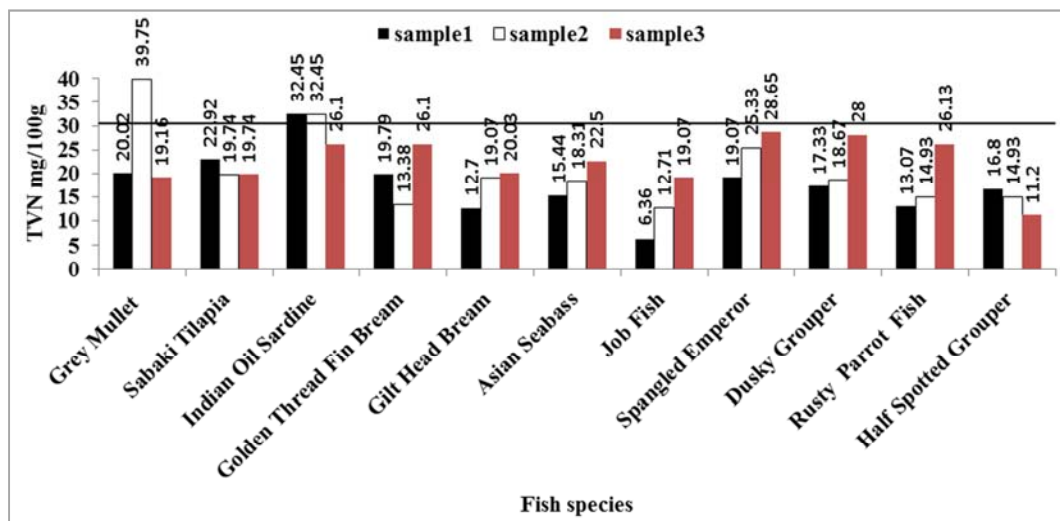 sample1 sample2 sample3
TVN mg/100g
40
35
30
25
20
15
10
5
0
20.02 39.75 19.16
22.92 19.74 19.74
32.45 32.45 26.1
19.79 13.38 26.1
12.7 19.07 20.03
15.44 18.31 22.5
6.36 12.71 19.07
19.07 25.33 28.65
17.33 18.67 28
13.07 14.93 26.13
16.8 14.93 11.2
Grey Mullet
Sabaki Tilapia
Indian Oil Sardine
Golden Thread Fin Bream
Gilt Head Bream
Asian Seabass
Job Fish
Spangled Emperor
Dusky Grouper
Rusty Parrot Fish
Half Spotted Grouper
Fish species